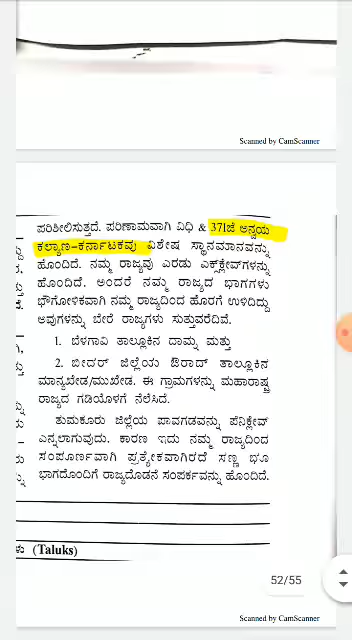 Scanned by CamScanner
ಪರಿಶೀಲಿಸುತ್ತದೆ. ಪರಿಣಾಮವಾಗಿ ವಿಧಿ & 371ಜೆ ಅನ್ವಯ
ಕಲ್ಯಾಣ-ಕರ್ನಾಟಕವು ವಿಶೇಷ ಸ್ಥಾನಮಾನವನ್ನು
ಹೊಂದಿದೆ. ನಮ್ಮ ರಾಜ್ಯವು ಎರಡು ಎಕ್ಸ್‌ಕ್ಲೇವ್‌ಗಳನ್ನು
ಹೊಂದಿದೆ. ಅಂದರೆ ನಮ್ಮ ರಾಜ್ಯದ ಭಾಗಗಳು
ಭೌಗೋಳಿಕವಾಗಿ ನಮ್ಮ ರಾಜ್ಯದಿಂದ ಹೊರಗೆ ಉಳಿದಿದ್ದು
ಅವುಗಳನ್ನು ಬೇರೆ ರಾಜ್ಯಗಳು ಸುತ್ತುವರೆದಿವೆ.
1. ಬೆಳಗಾವಿ ತಾಲ್ಲೂಕಿನ ದಾಮ್ನ ಮತ್ತು
2. ಬೀದರ್ ಜಿಲ್ಲೆಯ ಔರಾದ್ ತಾಲ್ಲೂಕಿನ
ಮಾನ್ಯಖೇಡ/ಮುಖೇಡ. ಈ ಗ್ರಾಮಗಳನ್ನು ಮಹಾರಾಷ್ಟ್ರ
ರಾಜ್ಯದ ಗಡಿಯೊಳಗೆ ನೆಲೆಸಿದೆ.
ತುಮಕೂರು ಜಿಲ್ಲೆಯ ಪಾವಗಡವನ್ನು ಪೆನಿಕ್ಲೇವ್
ಎನ್ನಲಾಗುವುದು. ಕಾರಣ ಇದು ನಮ್ಮ ರಾಜ್ಯದಿಂದ
ಸಂಪೂರ್ಣವಾಗಿ ಪ್ರತ್ಯೇಕವಾಗಿರದೆ ಸಣ್ಣ ಭೂ
ಭಾಗದೊಂದಿಗೆ ರಾಜ್ಯದೊಡನೆ ಸಂಪರ್ಕವನ್ನು ಹೊಂದಿದೆ.
(Taluks)
52/55
Scanned by CamScanner